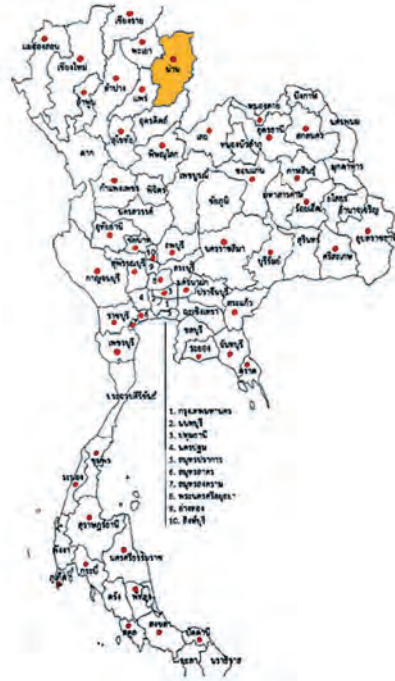 เชียงราย
แม่ฮ่องสอน
พะเยา
เชียงใหม่
น่าน
ลำปาง
ลำพูน
แพร่
อุตรดิตถ์
สุโขทัย
ตาก
พิษณุโลก
เลย
หนองคาย
บึงกาฬ
อุดรธานี
นครพนม
สกลนคร
หนองบัวลำภู
กำแพงเพชร
พิจิตร
เพชรบูรณ์
ขอนแก่น
กาฬสินธุ์
มุกดาหาร
มหาสารคาม
ร้อยเอ็ด
ยโสธร
อำนาจเจริญ
นครสวรรค์
ชัยภูมิ
อุทัยธานี
ชัยนาท
ลพบุรี
นครราชสีมา
บุรีรัมย์
สุรินทร์
ศรีสะเกษ
อุบลราชธานี
สุพรรณบุรี
สระบุรี
กาญจนบุรี
นครนายก
ปราจีนบุรี
สระแก้ว
ราชบุรี
ฉะเชิงเทรา
ชลบุรี
เพชรบุรี
ระยอง
จันทบุรี
ตราด
ประจวบคีรีขันธ์
1. กรุงเทพมหานคร
2. นนทบุรี
3. ปทุมธานี
4. นครปฐม
5. สมุทรปราการ
6. สมุทรสาคร
7. สมุทรสงคราม
8. พระนครศรีอยุธยา
9. อ่างทอง
10. สิงห์บุรี
ชุมพร
ระนอง
สุราษฎร์ธานี
พังงา
นครศรีธรรมราช
ภูเก็ต
กระบี่
ตรัง
พัทลุง
สตูล
สงขลา
ปัตตานี
ยะลา
นราธิวาส